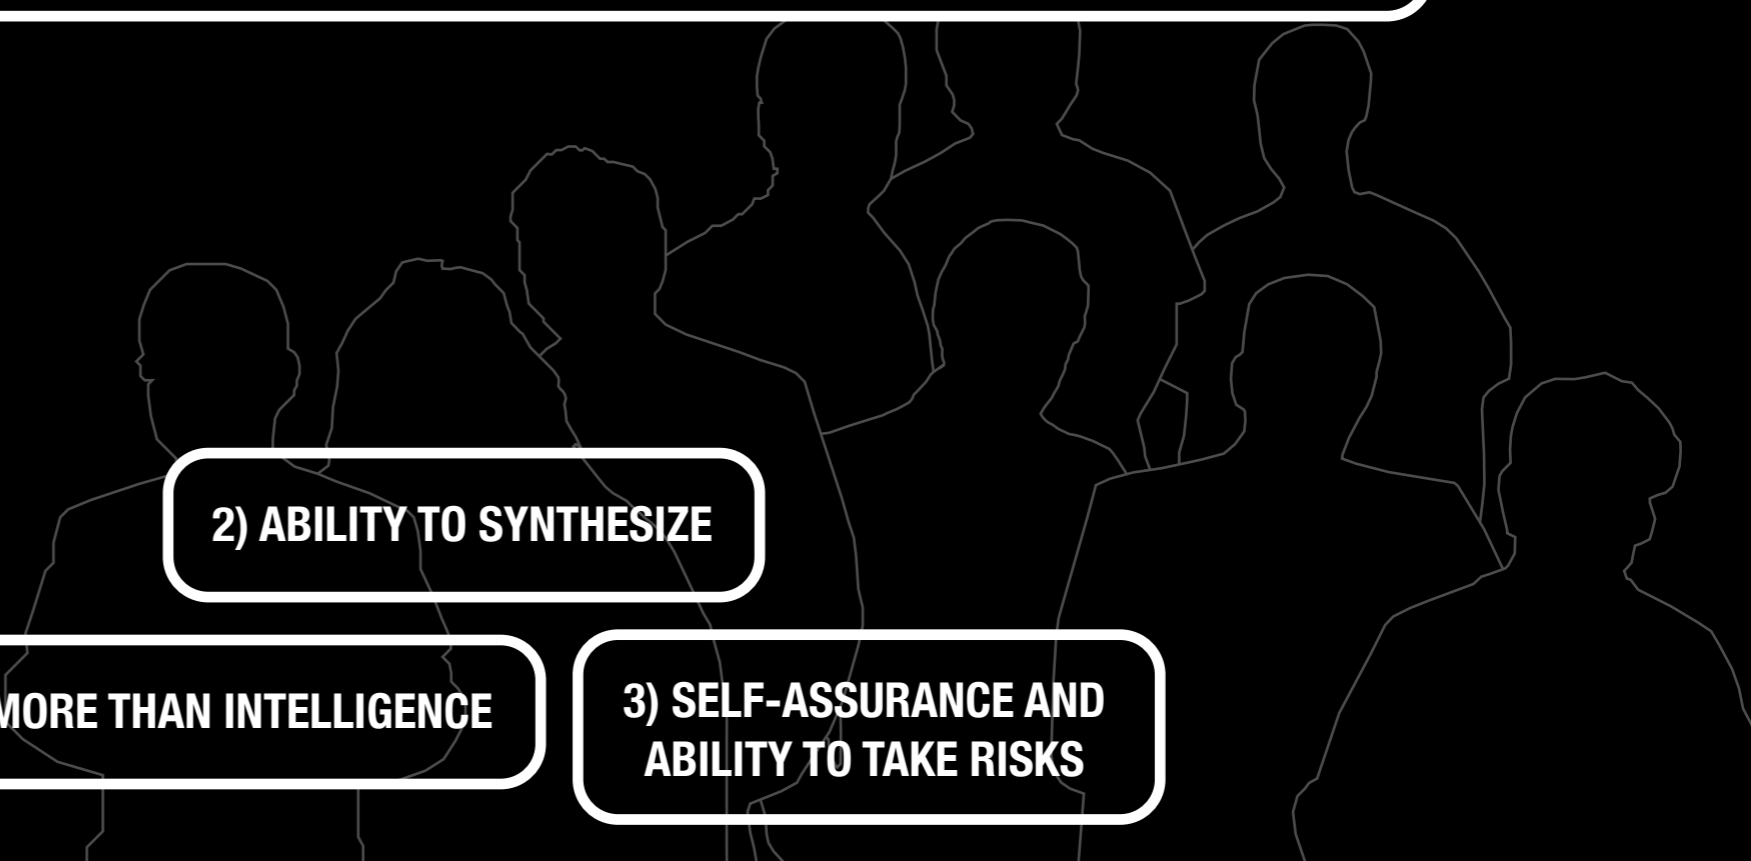 2) ABILITY TO SYNTHESIZE
MORE THAN INTELLIGENCE
3) SELF-ASSURANCE AND
ABILITY TO TAKE RISKS